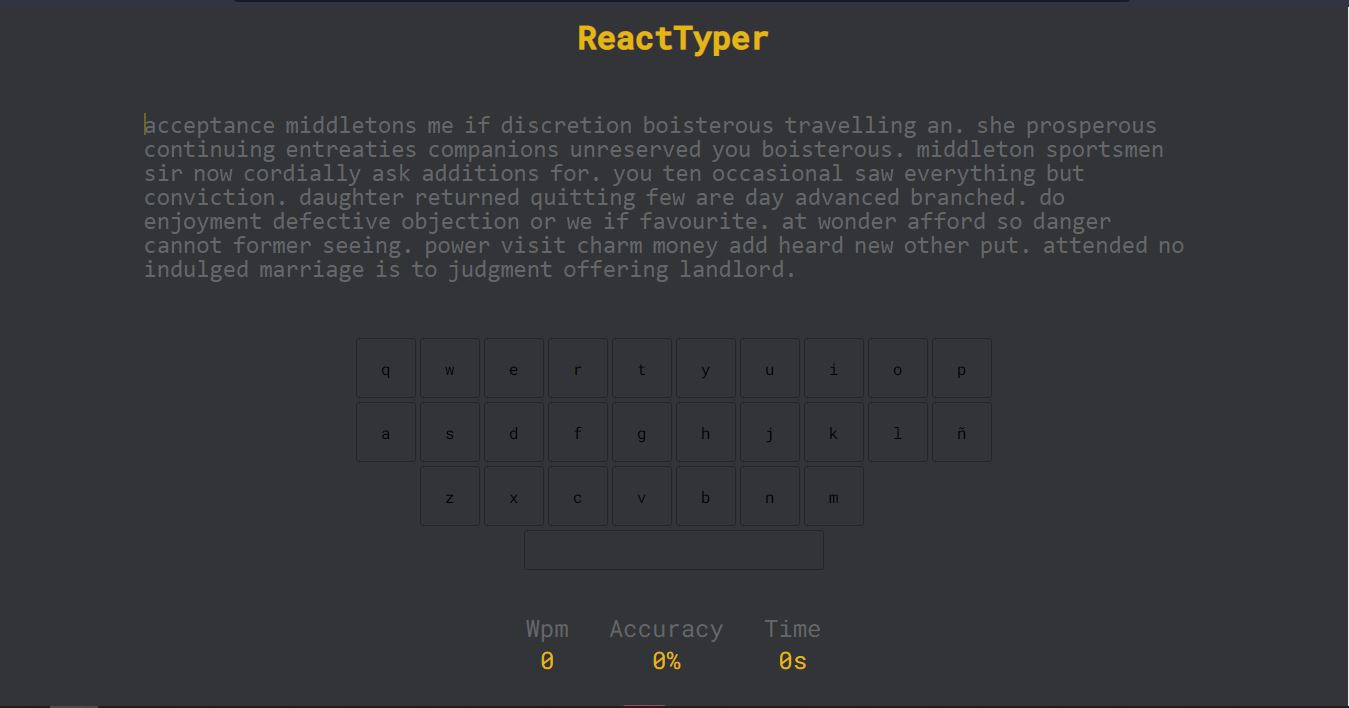 ReactTyper
acceptance middletons me if discretion boisterous travelling an. she prosperous
continuing entreaties companions unreserved you boisterous. middleton sportsmen
sir now cordially ask additions for. you ten occasional saw everything but
conviction. daughter returned quitting few are day advanced branched. do
enjoyment defective objection or we if favourite. at wonder afford so danger
cannot former seeing. power visit charm money add heard new other put. attended no
indulged marriage is to judgment offering landlord.
q w e r t y u i o p
a s d f g h j k l ñ
z x c v b n m
Wpm Accuracy Time
0 0% 0s